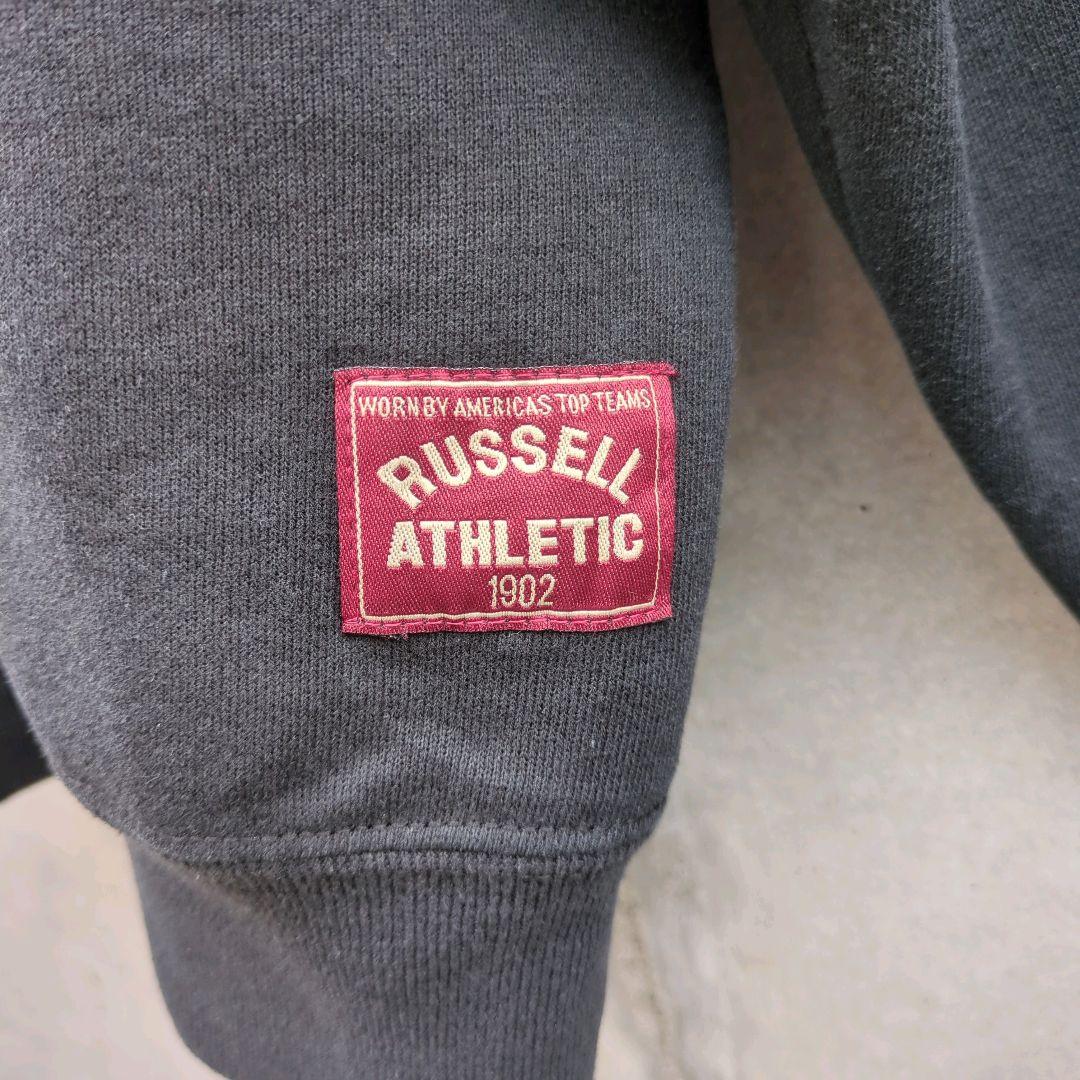 WORN BY AMERICAS TOP TEAMS
RUSSELL
ATHLETIC
1902